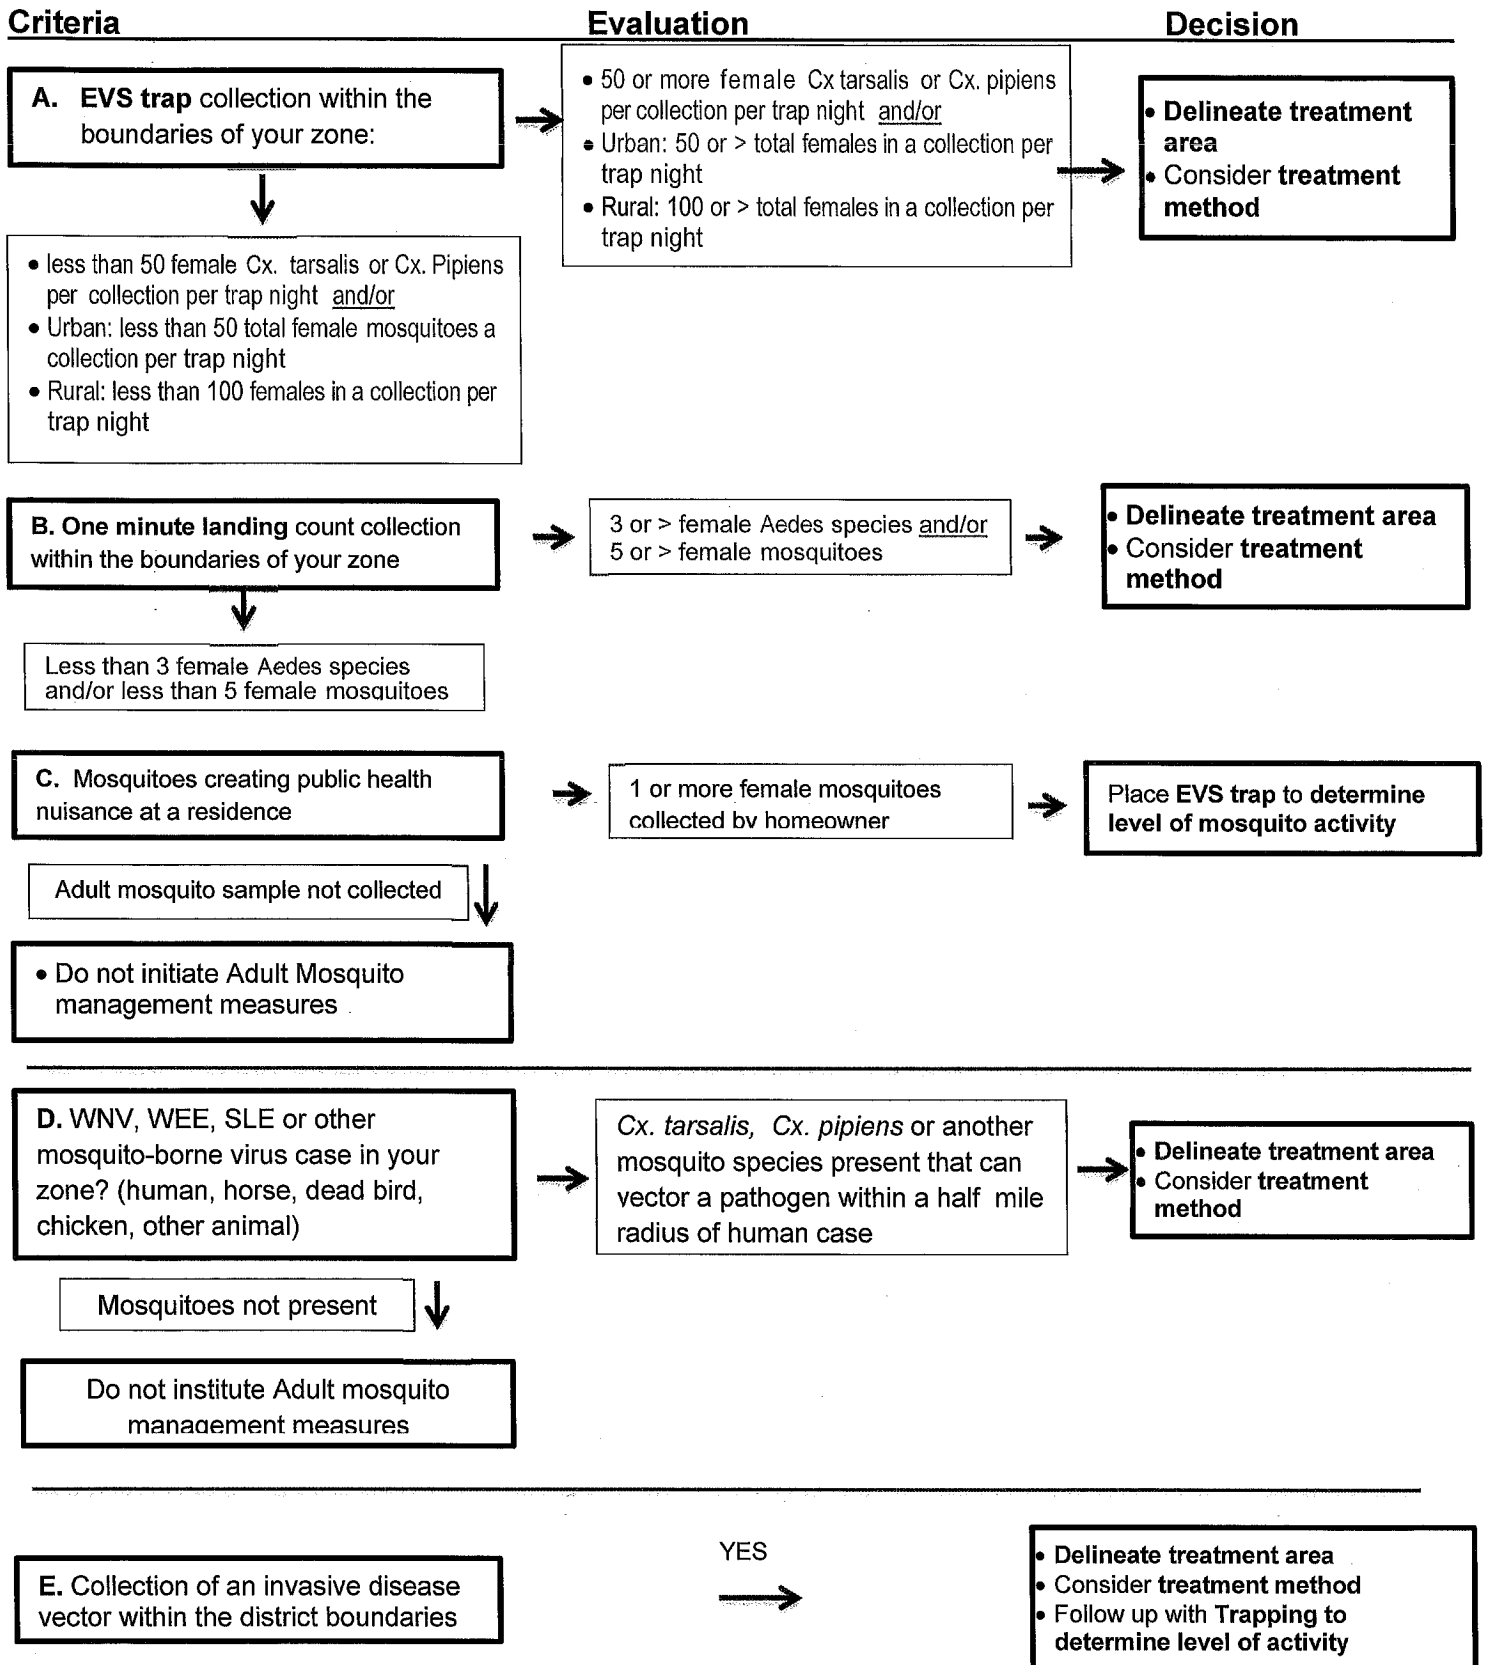 Criteria Evaluation Decision
A. EVS trap collection within the
boundaries of your zone:
• 50 or more female Cx tarsalis or Cx. pipiens
per collection per trap night and/or
• Urban: 50 or > total females in a collection per
trap night
• Rural: 100 or > total females in a collection per
trap night
• Delineate treatment
area
• Consider treatment
method
• less than 50 female Cx. tarsalis or Cx. Pipiens
per collection per trap night and/or
• Urban: less than 50 total female mosquitoes a
collection per trap night
• Rural: less than 100 females in a collection per
trap night
B. One minute landing count collection
within the boundaries of your zone
3 or > female Aedes species and/or
5 or > female mosquitoes
• Delineate treatment area
• Consider treatment
method
Less than 3 female Aedes species
and/or less than 5 female mosquitoes
C. Mosquitoes creating public health
nuisance at a residence
1 or more female mosquitoes
collected by homeowner
Place EVS trap to determine
level of mosquito activity
Adult mosquito sample not collected
• Do not initiate Adult Mosquito
management measures
D. WNV, WEE, SLE or other
mosquito-borne virus case in your
zone? (human, horse, dead bird,
chicken, other animal)
Cx. tarsalis, Cx. pipiens or another
mosquito species present that can
vector a pathogen within a half mile
radius of human case
• Delineate treatment area
• Consider treatment
method
Mosquitoes not present
Do not institute Adult mosquito
management measures
E. Collection of an invasive disease
vector within the district boundaries
YES
• Delineate treatment area
• Consider treatment method
• Follow up with Trapping to
determine level of activity